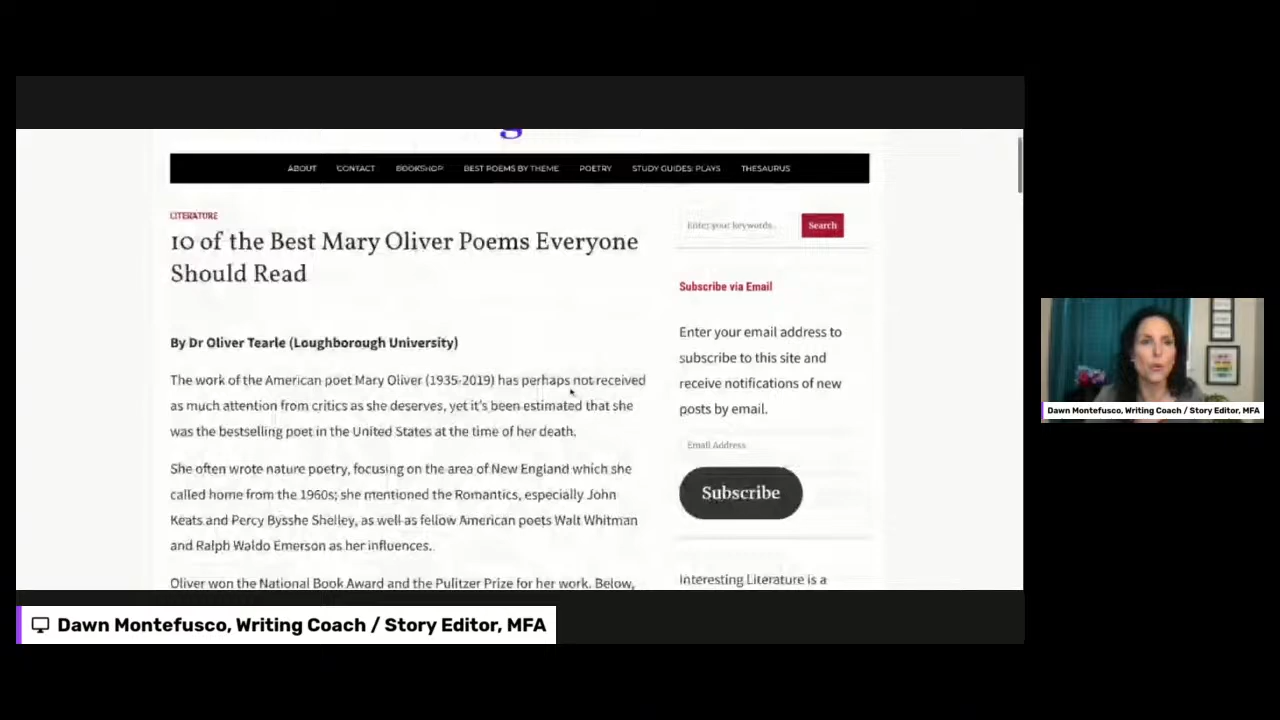 ABOUT CONTACT BOOKSHOP BEST POEMS BY THEME POETRY STUDY GUIDES: PLAYS THESAURUS
LITERATURE
10 of the Best Mary Oliver Poems Everyone
Should Read
By Dr Oliver Tearle (Loughborough University)
The work of the American poet Mary Oliver (1935-2019) has perhaps not received
as much attention from critics as she deserves, yet it's been estimated that she
was the bestselling poet in the United States at the time of her death.
She often wrote nature poetry, focusing on the area of New England which she
called home from the 1960s; she mentioned the Romantics, especially John
Keats and Percy Bysshe Shelley, as well as fellow American poets Walt Whitman
and Ralph Waldo Emerson as her influences.
Oliver won the National Book Award and the Pulitzer Prize for her work. Below,
Enter your keywords...
Search
Subscribe via Email
Enter your email address to
subscribe to this site and
receive notifications of new
posts by email.
Email Address
Subscribe
Interesting Literature is a
Dawn Montefusco, Writing Coach / Story Editor, MFA
Dawn Montefusco, Writing Coach / Story Editor, MFA